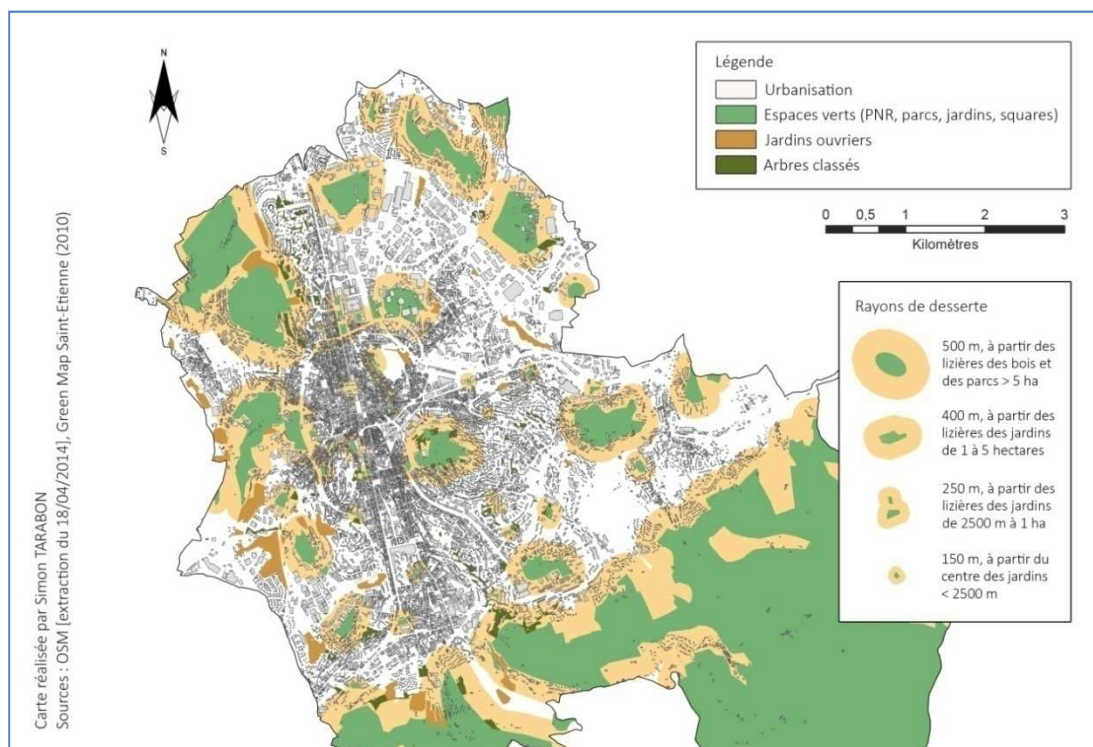 N
S
Légende
Urbanisation
Espaces verts (PNR, parcs, jardins, squares)
Jardins ouvriers
Arbres classés
0 0,5 1 2 3
Kilomètres
Rayons de desserte
500 m, à partir des
lizières des bois et
des parcs > 5 ha
400 m, à partir des
lizières des jardins
de 1 à 5 hectares
250 m, à partir des
lizières des jardins
de 2500 m à 1 ha
150 m, à partir du
centre des jardins
< 2500 m
Carte réalisée par Simon TARABON
Sources : OSM [extraction du 18/04/2014], Green Map Saint-Etienne (2010)